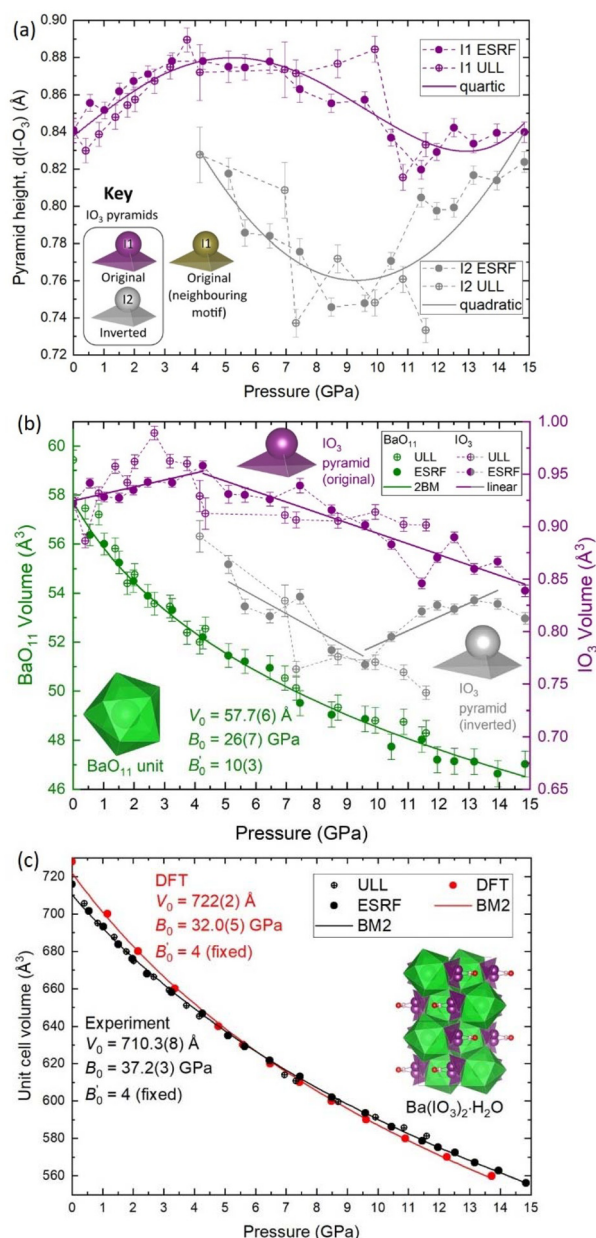 (a)
0.90
0.88
0.86
0.84
0.82
0.80
0.78
0.76
0.74
0.72
Pyramid height, d(I-O₃) (Å)
I1 ESRF
I1 ULL
quartic
Key
IO₃ pyramids
I1
Original
I1
Original
(neighbouring
motif)
I2
Inverted
I2 ESRF
I2 ULL
quadratic
0 1 2 3 4 5 6 7 8 9 10 11 12 13 14 15
Pressure (GPa)
(b)
60
58
56
54
52
50
48
46
BaO₁₁ Volume (Å³)
IO₃
pyramid
(original)
BaO₁₁ IO₃
ULL ULL
ESRF ESRF
2BM linear
1.00
0.95
0.90
0.85
0.80
0.75
0.70
0.65
IO₃ Volume (Å³)
BaO₁₁ unit
V₀ = 57.7(6) Å
B₀ = 26(7) GPa
B₀' = 10(3)
IO₃
pyramid
(inverted)
0 1 2 3 4 5 6 7 8 9 10 11 12 13 14 15
Pressure (GPa)
(c)
720
700
680
660
640
620
600
580
560
Unit cell volume (Å³)
DFT
V₀ = 722(2) Å
B₀ = 32.0(5) GPa
B₀' = 4 (fixed)
ULL DFT
ESRF BM2
BM2
Experiment
V₀ = 710.3(8) Å
B₀ = 37.2(3) GPa
B₀' = 4 (fixed)
Ba(IO₃)₂·H₂O
0 1 2 3 4 5 6 7 8 9 10 11 12 13 14 15
Pressure (GPa)